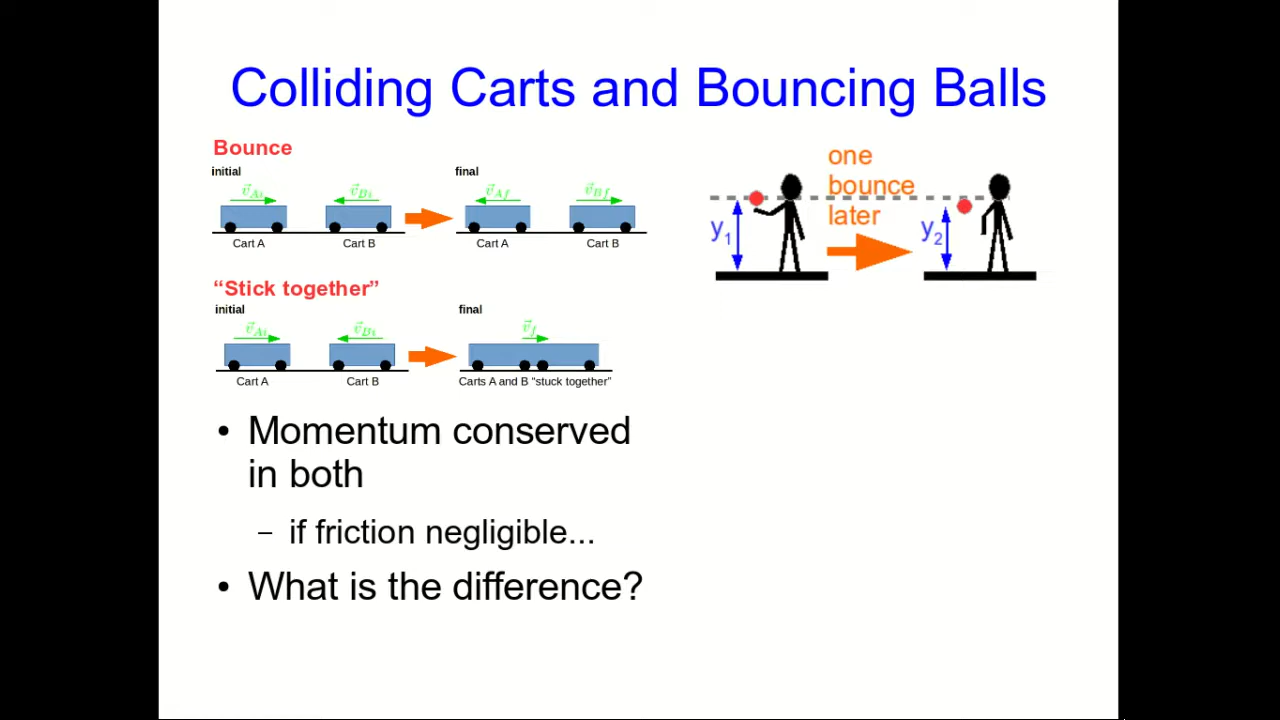 Colliding Carts and Bouncing Balls
Bounce
initial
final
v⃗Ai
v⃗Bi
v⃗Af
v⃗Bf
Cart A
Cart B
Cart A
Cart B
“Stick together”
initial
final
v⃗Ai
v⃗Bi
v⃗f
Cart A
Cart B
Carts A and B “stuck together”
one
bounce
later
y1
y2
• Momentum conserved
in both
– if friction negligible...
• What is the difference?